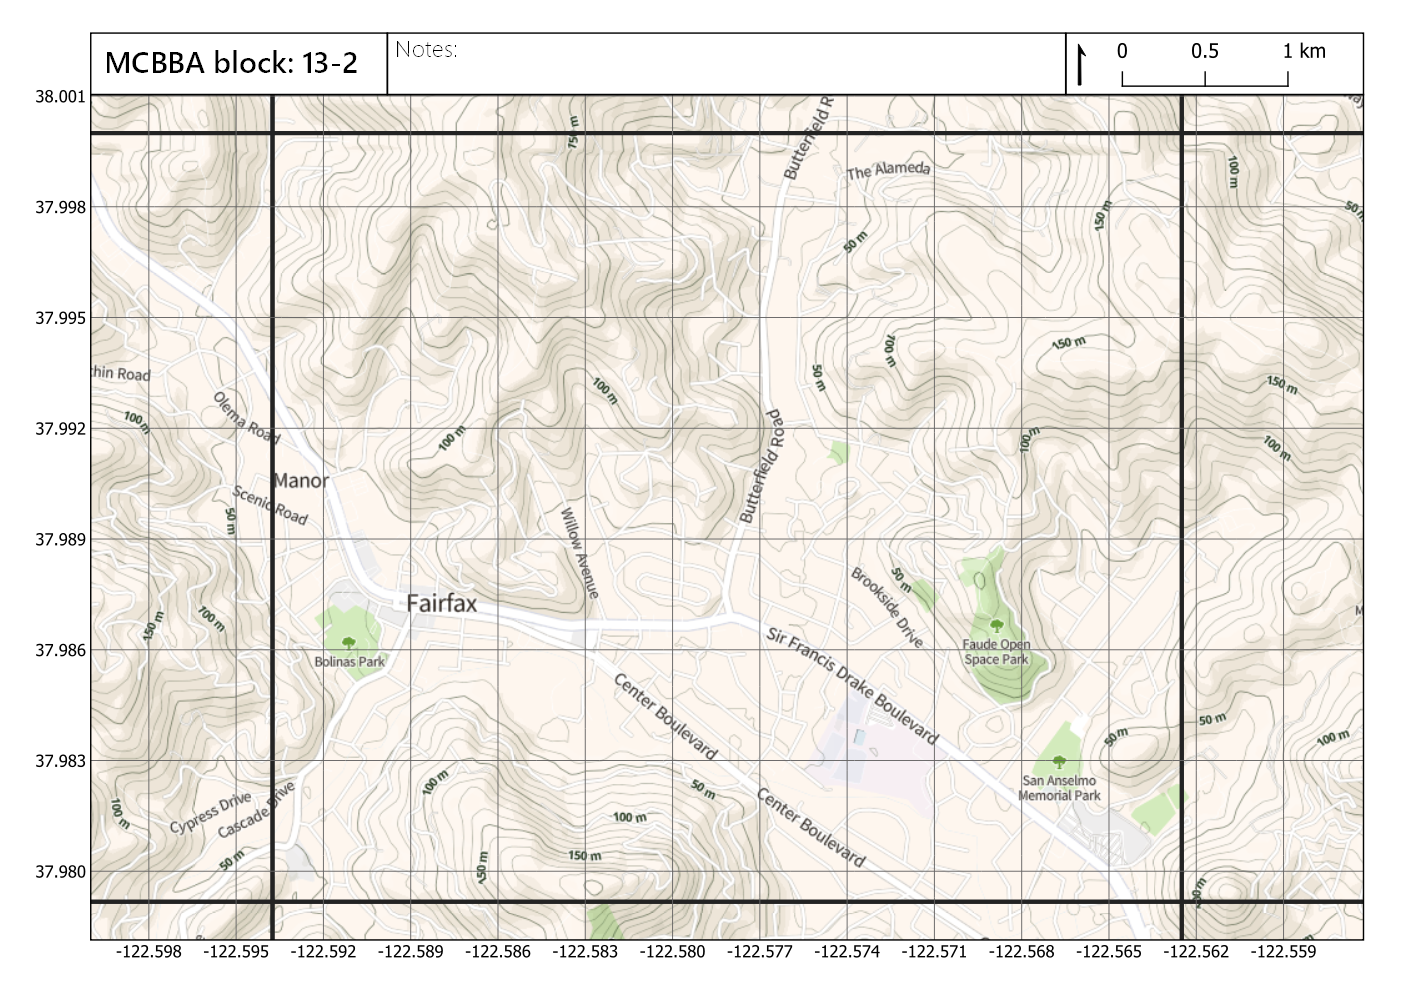 MCBBA block: 13-2
Notes:
0 0.5 1 km
38.001
37.998
37.995
37.992
37.989
37.986
37.983
37.980
150 m
Butterfield R
The Alameda
100 m
150 m
50 m
50 m
100 m
150 m
50 m
150 m
100 m
100 m
100 m
100 m
100 m
Olema Road
Butterfield Road
Manor
Scenic Road
50 m
Willow Avenue
50 m
Brookside Drive
Fairfax
150 m
100 m
Bolinas Park
Faude Open
Space Park
Sir Francis Drake Boulevard
Center Boulevard
50 m
50 m
100 m
100 m
50 m
San Anselmo
Memorial Park
Cypress Drive
Cascade Drive
100 m
100 m
Center Boulevard
50 m
150 m
150 m
-122.598
-122.595
-122.592
-122.589
-122.586
-122.583
-122.580
-122.577
-122.574
-122.571
-122.568
-122.565
-122.562
-122.559